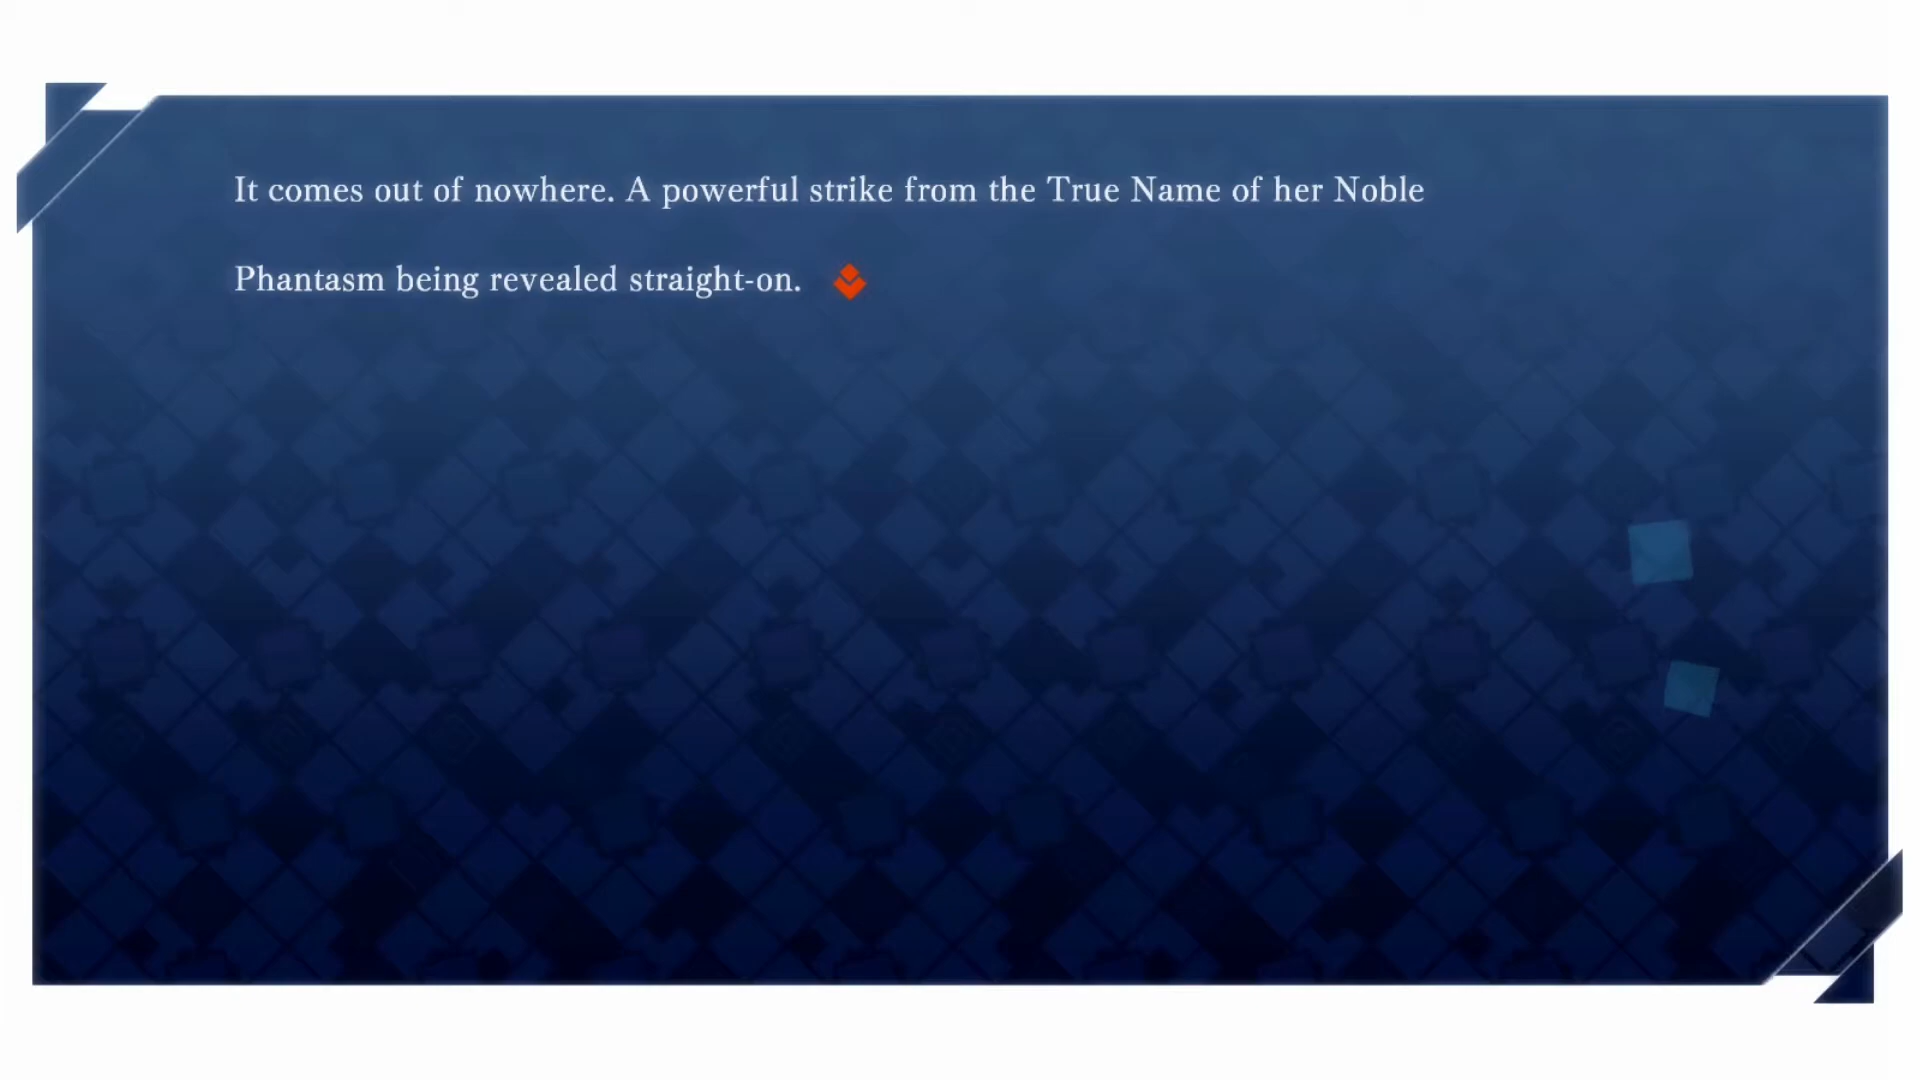 It comes out of nowhere. A powerful strike from the True Name of her Noble
Phantasm being revealed straight-on.